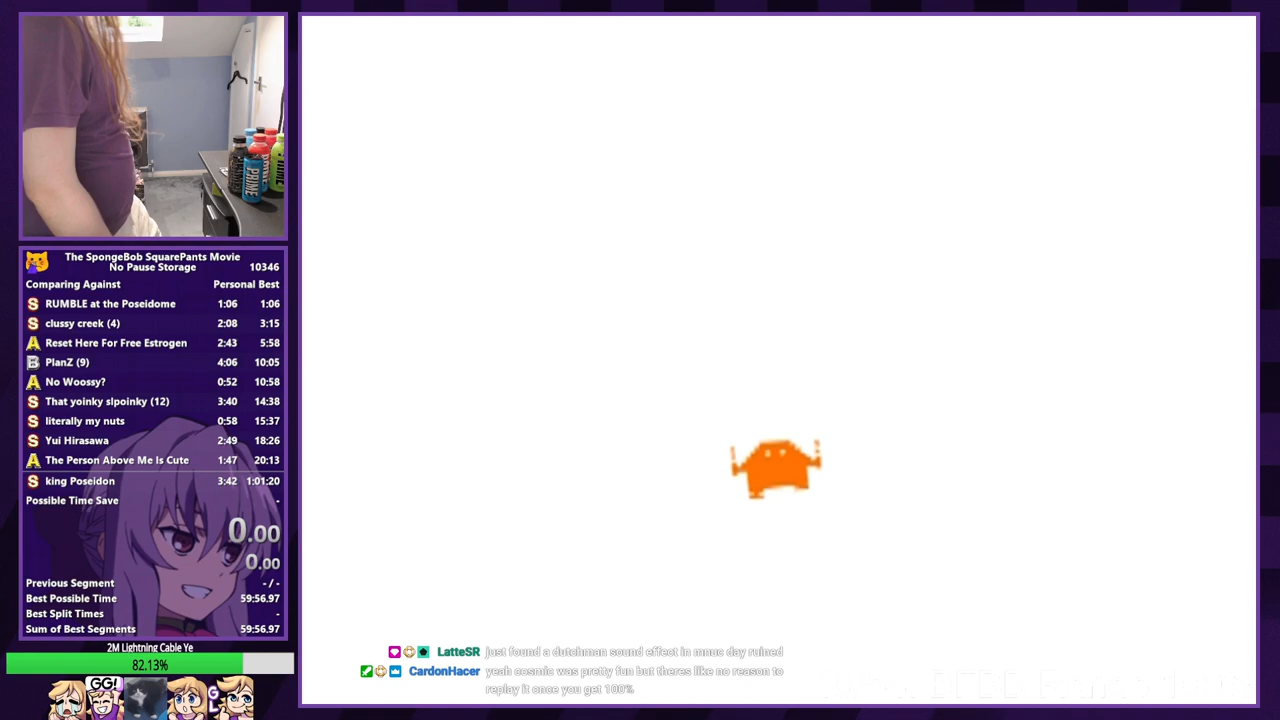 PRIME
The SpongeBob SquarePants Movie
No Pause Storage 10346
Comparing Against Personal Best
S RUMBLE at the Poseidome 1:06 1:06
S clussy creek (4) 2:08 3:15
A Reset Here For Free Estrogen 2:43 5:58
B PlanZ (9) 4:06 10:05
A No Woossy? 0:52 10:58
S That yoinky slpoinky (12) 3:40 14:38
S literally my nuts 0:58 15:37
S Yui Hirasawa 2:49 18:26
A The Person Above Me Is Cute 1:47 20:13
S king Poseidon 3:42 1:01:20
Possible Time Save -
0.00
0.00
Previous Segment - / -
Best Possible Time 59:56.97
Best Split Times -
Sum of Best Segments 59:56.97
2M Lightning Cable Ye
82.13%
GG!
G
L
LatteSR just found a dutchman sound effect in mnuc day ruined
CardonHacer yeah cosmic was pretty fun but theres like no reason to
replay it once you get 100%